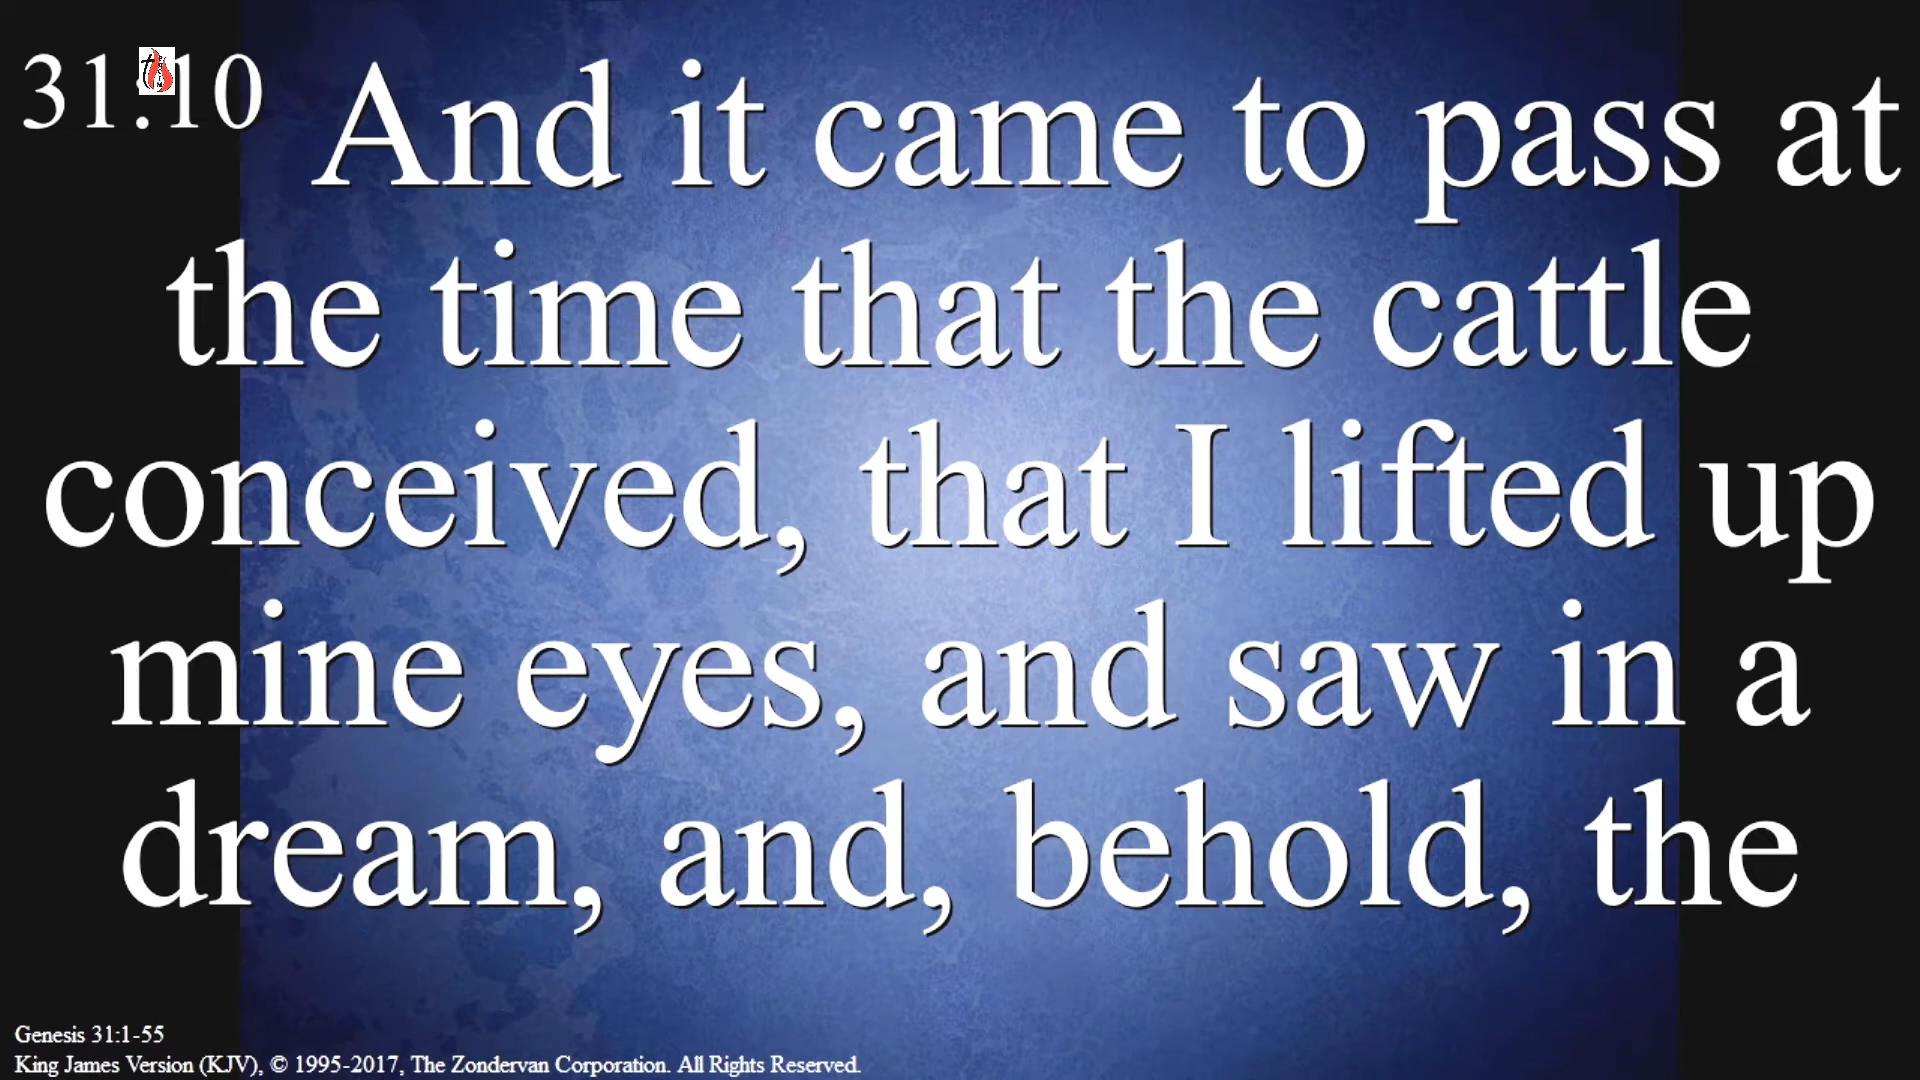 31:10 And it came to pass at
the time that the cattle
conceived, that I lifted up
mine eyes, and saw in a
dream, and, behold, the
Genesis 31:1-55
King James Version (KJV), © 1995-2017, The Zondervan Corporation. All Rights Reserved.